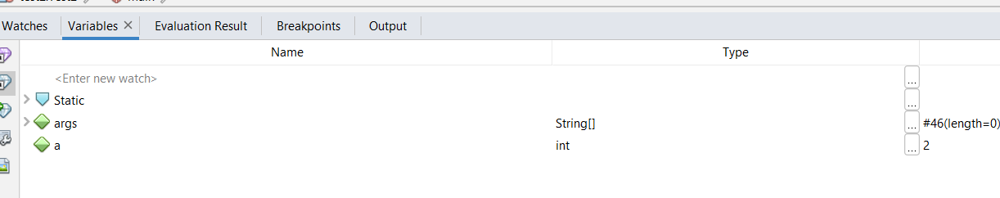 Watches Variables Evaluation Result Breakpoints Output
Name Type
<Enter new watch> ...
Static ...
args String[] ... #46(length=0)
a int ... 2